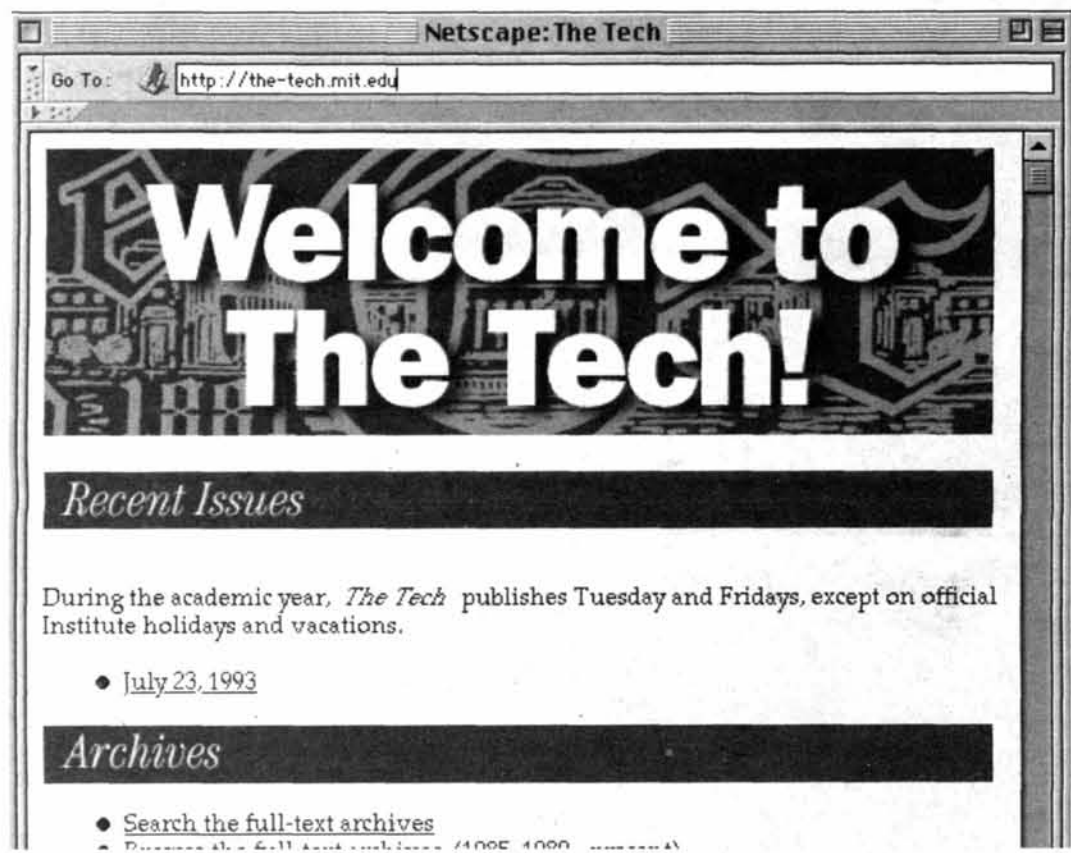 Netscape: The Tech
Go To: http://the-tech.mit.edu
Welcome to
The Tech!
Recent Issues
During the academic year, The Tech publishes Tuesday and Fridays, except on official
Institute holidays and vacations.
July 23, 1993
Archives
Search the full-text archives